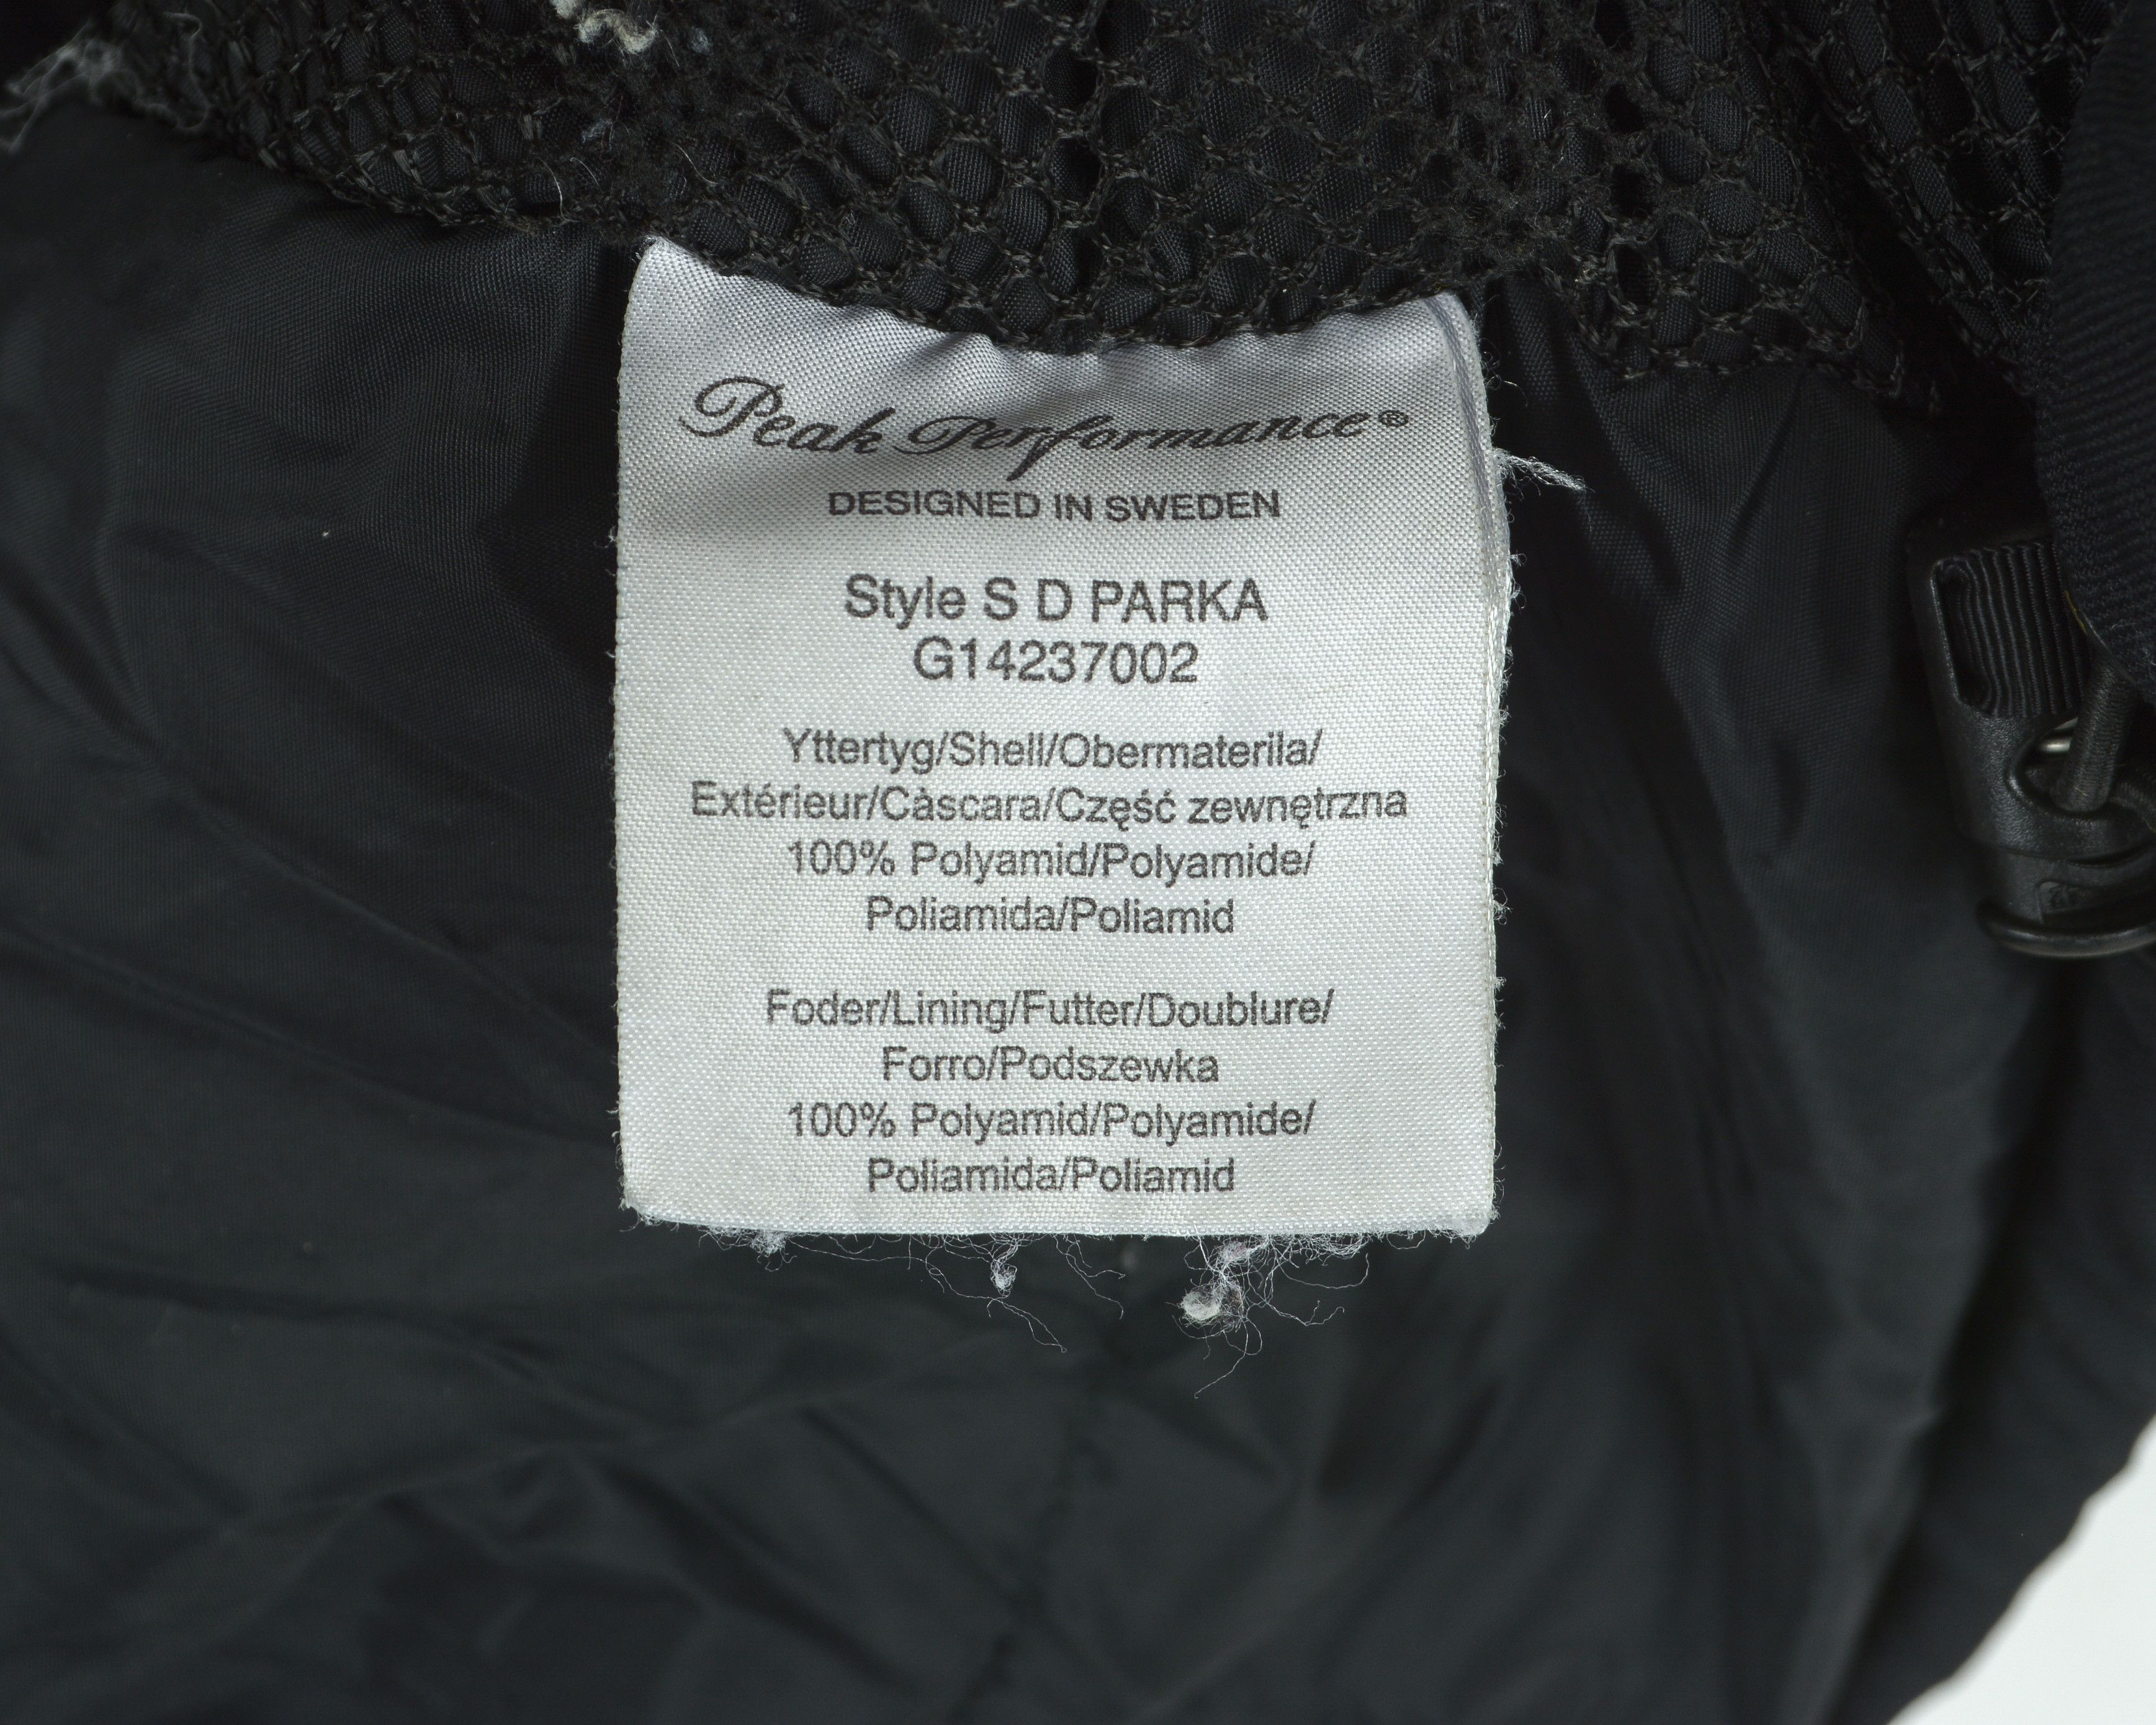 Peak Performance®
DESIGNED IN SWEDEN
Style S D PARKA
G14237002
Yttertyg/Shell/Obermaterila/
Extérieur/Càscara/Część zewnętrzna
100% Polyamid/Polyamide/
Poliamida/Poliamid
Foder/Lining/Futter/Doublure/
Forro/Podszewka
100% Polyamid/Polyamide/
Poliamida/Poliamid